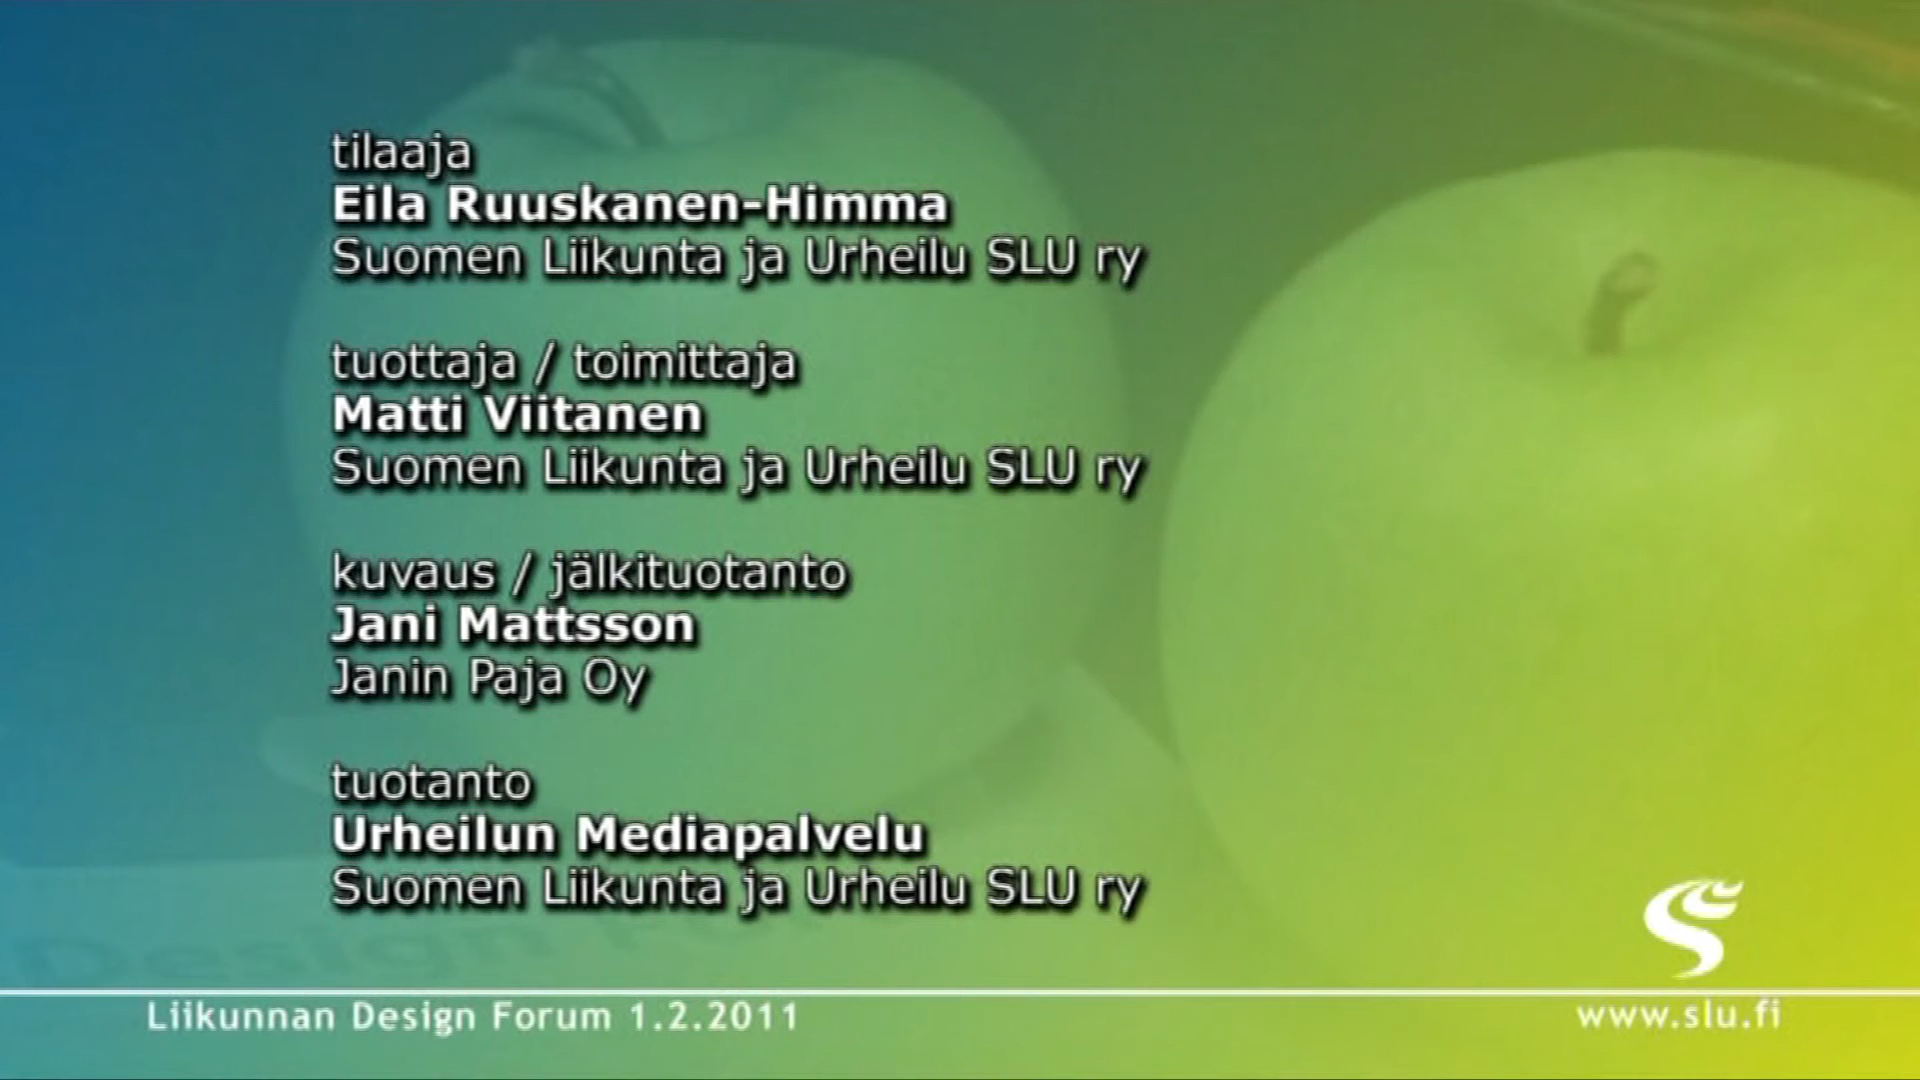 tilaaja
Eila Ruuskanen-Himma
Suomen Liikunta ja Urheilu SLU ry
tuottaja / toimittaja
Matti Viitanen
Suomen Liikunta ja Urheilu SLU ry
kuvaus / jälkituotanto
Jani Mattsson
Janin Paja Oy
tuotanto
Urheilun Mediapalvelu
Suomen Liikunta ja Urheilu SLU ry
Design
Liikunnan Design Forum 1.2.2011
www.slu.fi